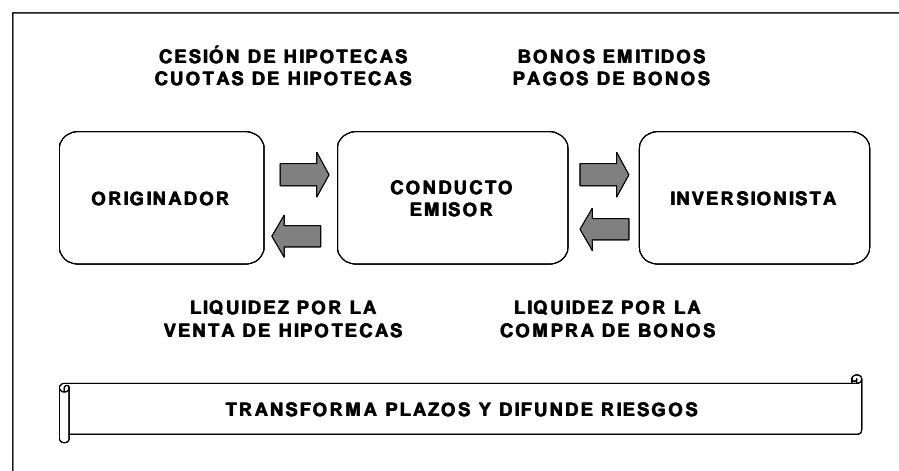 CESIÓN DE HIPOTECAS
CUOTAS DE HIPOTECAS
BONOS EMITIDOS
PAGOS DE BONOS
ORIGINADOR
CONDUCTO
EMISOR
INVERSIONISTA
LIQUIDEZ POR LA
VENTA DE HIPOTECAS
LIQUIDEZ POR LA
COMPRA DE BONOS
TRANSFORMA PLAZOS Y DIFUNDE RIESGOS